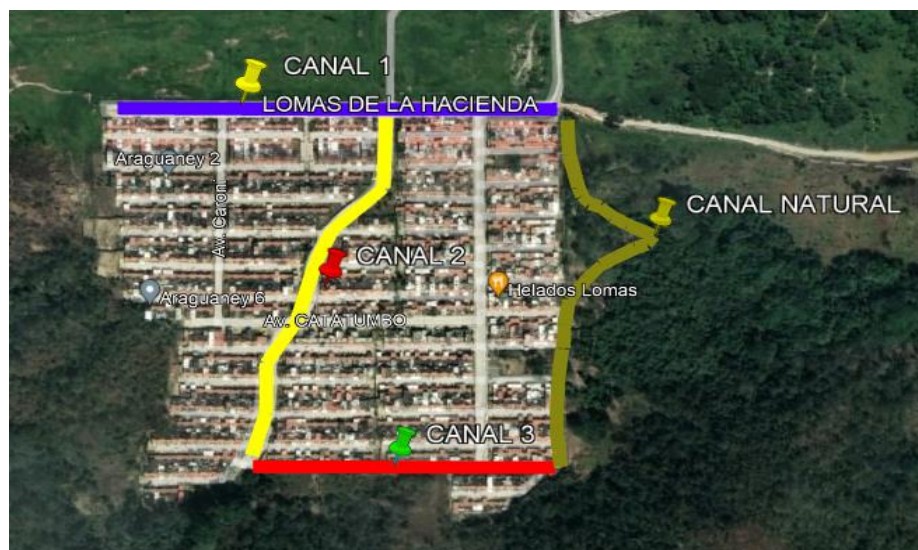 CANAL 1
LOMAS DE LA HACIENDA
Araguaney 2
Av. Caroni
CANAL NATURAL
CANAL 2
Helados Lomas
Araguaney 6
Av. CATATUMBO
CANAL 3